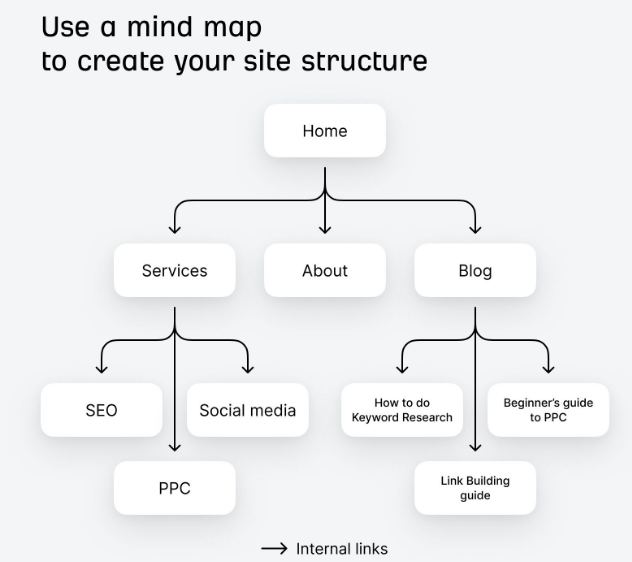 Use a mind map
to create your site structure
Home
Services
About
Blog
SEO
Social media
How to do
Keyword Research
Beginner's guide
to PPC
PPC
Link Building
guide
Internal links